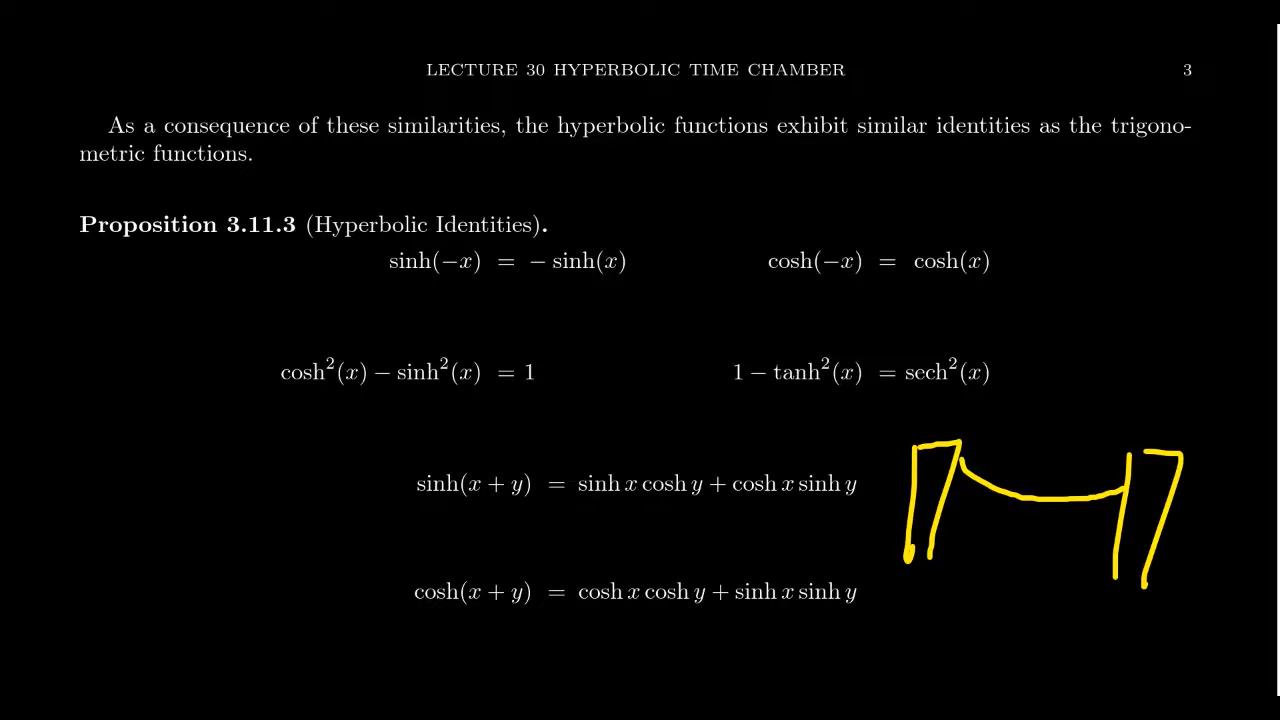 LECTURE 30 HYPERBOLIC TIME CHAMBER 3
As a consequence of these similarities, the hyperbolic functions exhibit similar identities as the trigono-
metric functions.
Proposition 3.11.3 (Hyperbolic Identities).
sinh(−x) = − sinh(x) cosh(−x) = cosh(x)
cosh²(x) − sinh²(x) = 1 1 − tanh²(x) = sech²(x)
sinh(x + y) = sinh x cosh y + cosh x sinh y
cosh(x + y) = cosh x cosh y + sinh x sinh y